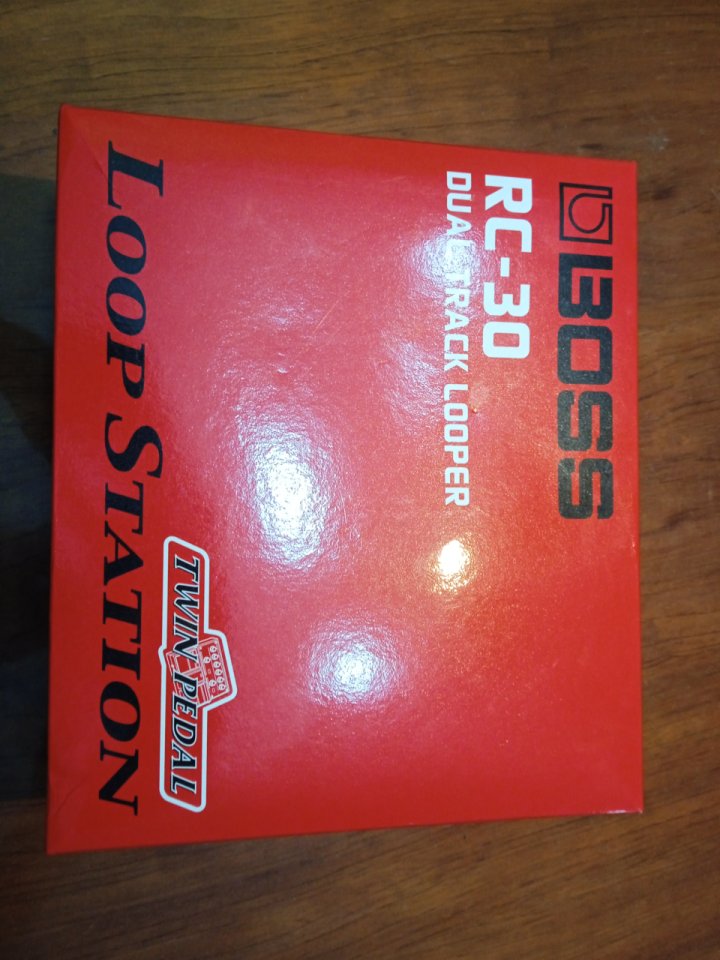 BOSS
RC-30
DUAL TRACK LOOPER
TWIN PEDAL
LOOP STATION